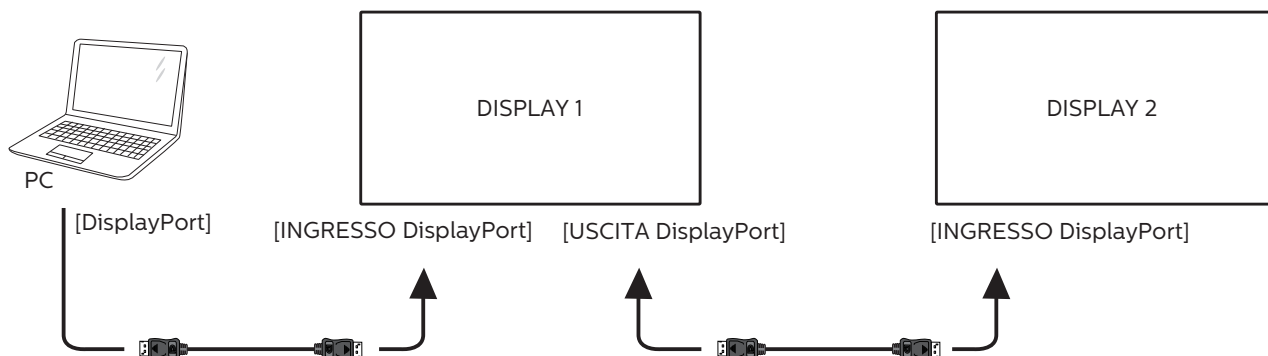 DISPLAY 1
DISPLAY 2
PC
[DisplayPort]
[INGRESSO DisplayPort]
[USCITA DisplayPort]
[INGRESSO DisplayPort]